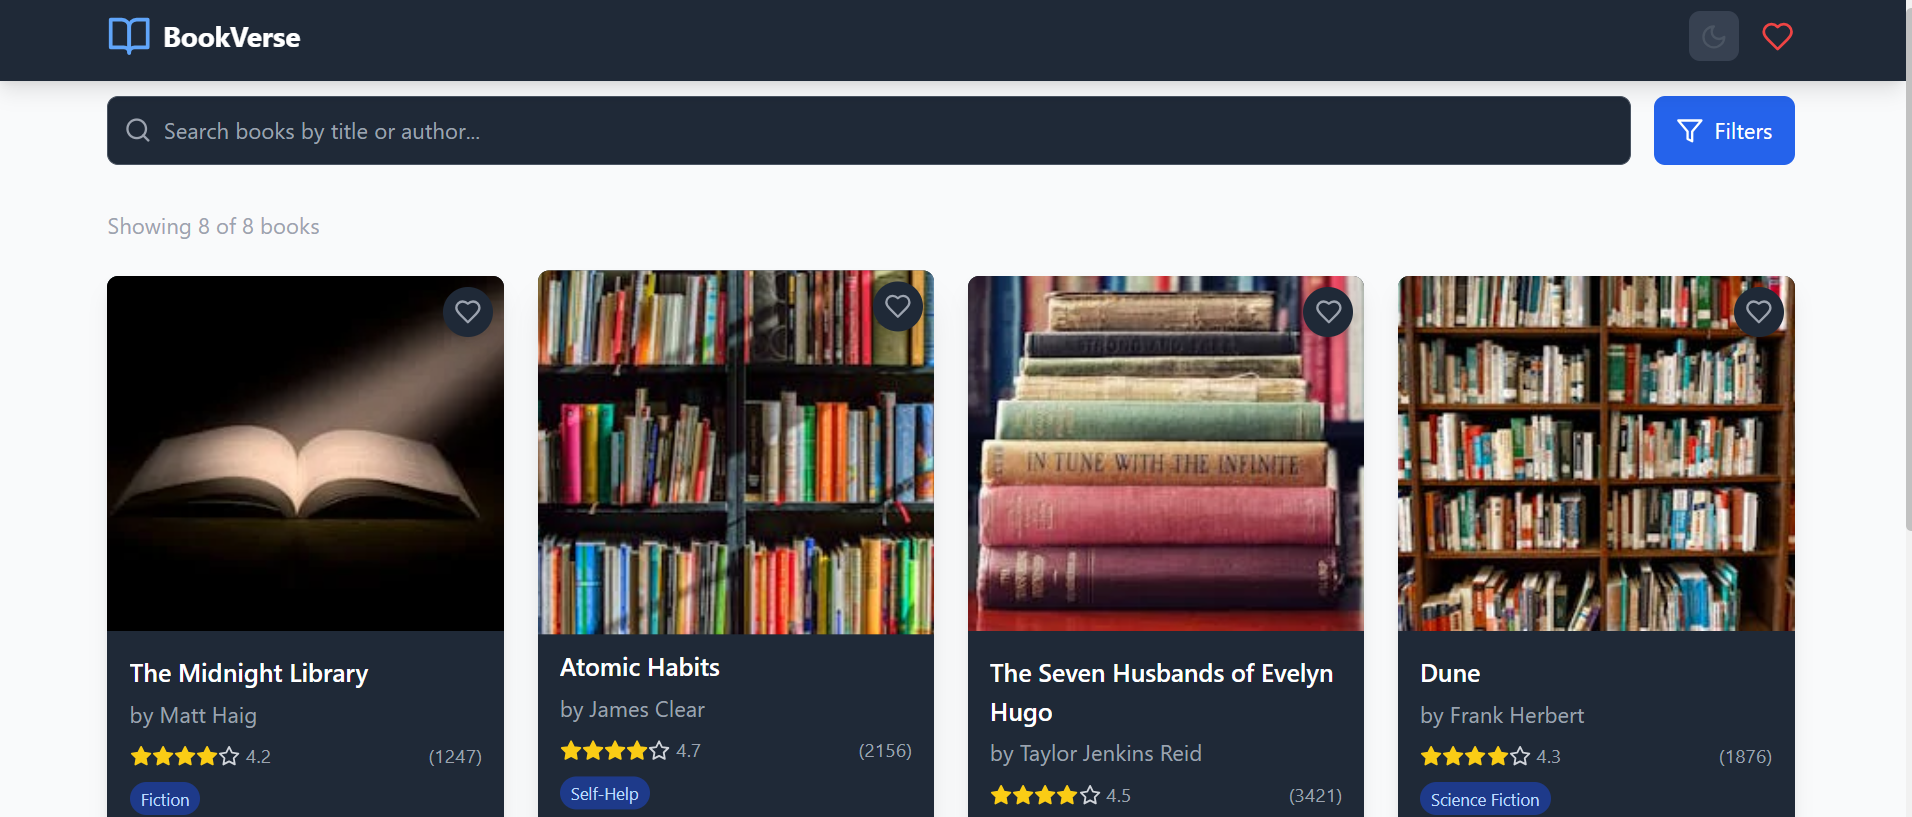 BookVerse
Search books by title or author...
Filters
Showing 8 of 8 books
STRONG AND
IN TUNE WITH THE INFINITE
The Midnight Library
by Matt Haig
4.2 (1247)
Fiction
Atomic Habits
by James Clear
4.7 (2156)
Self-Help
The Seven Husbands of Evelyn
Hugo
by Taylor Jenkins Reid
4.5 (3421)
Dune
by Frank Herbert
4.3 (1876)
Science Fiction